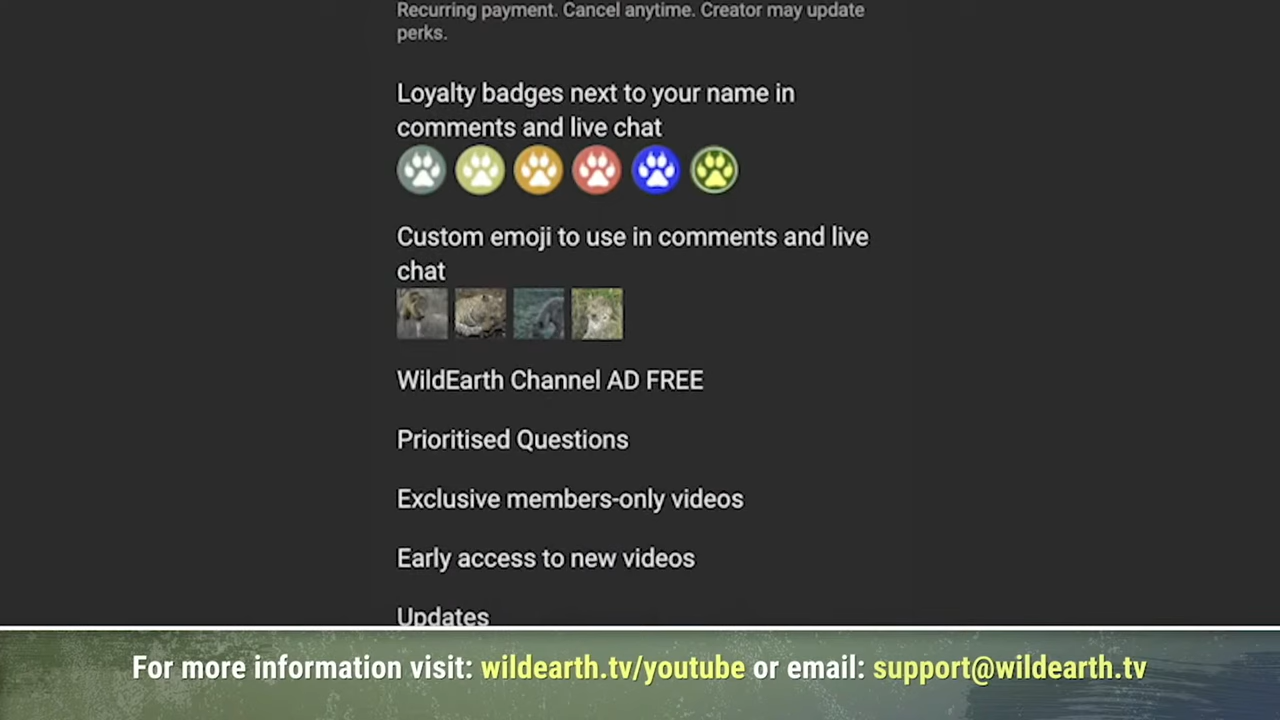 Recurring payment. Cancel anytime. Creator may update
perks.
Loyalty badges next to your name in
comments and live chat
Custom emoji to use in comments and live
chat
WildEarth Channel AD FREE
Prioritised Questions
Exclusive members-only videos
Early access to new videos
Updates
For more information visit: wildearth.tv/youtube or email: support@wildearth.tv